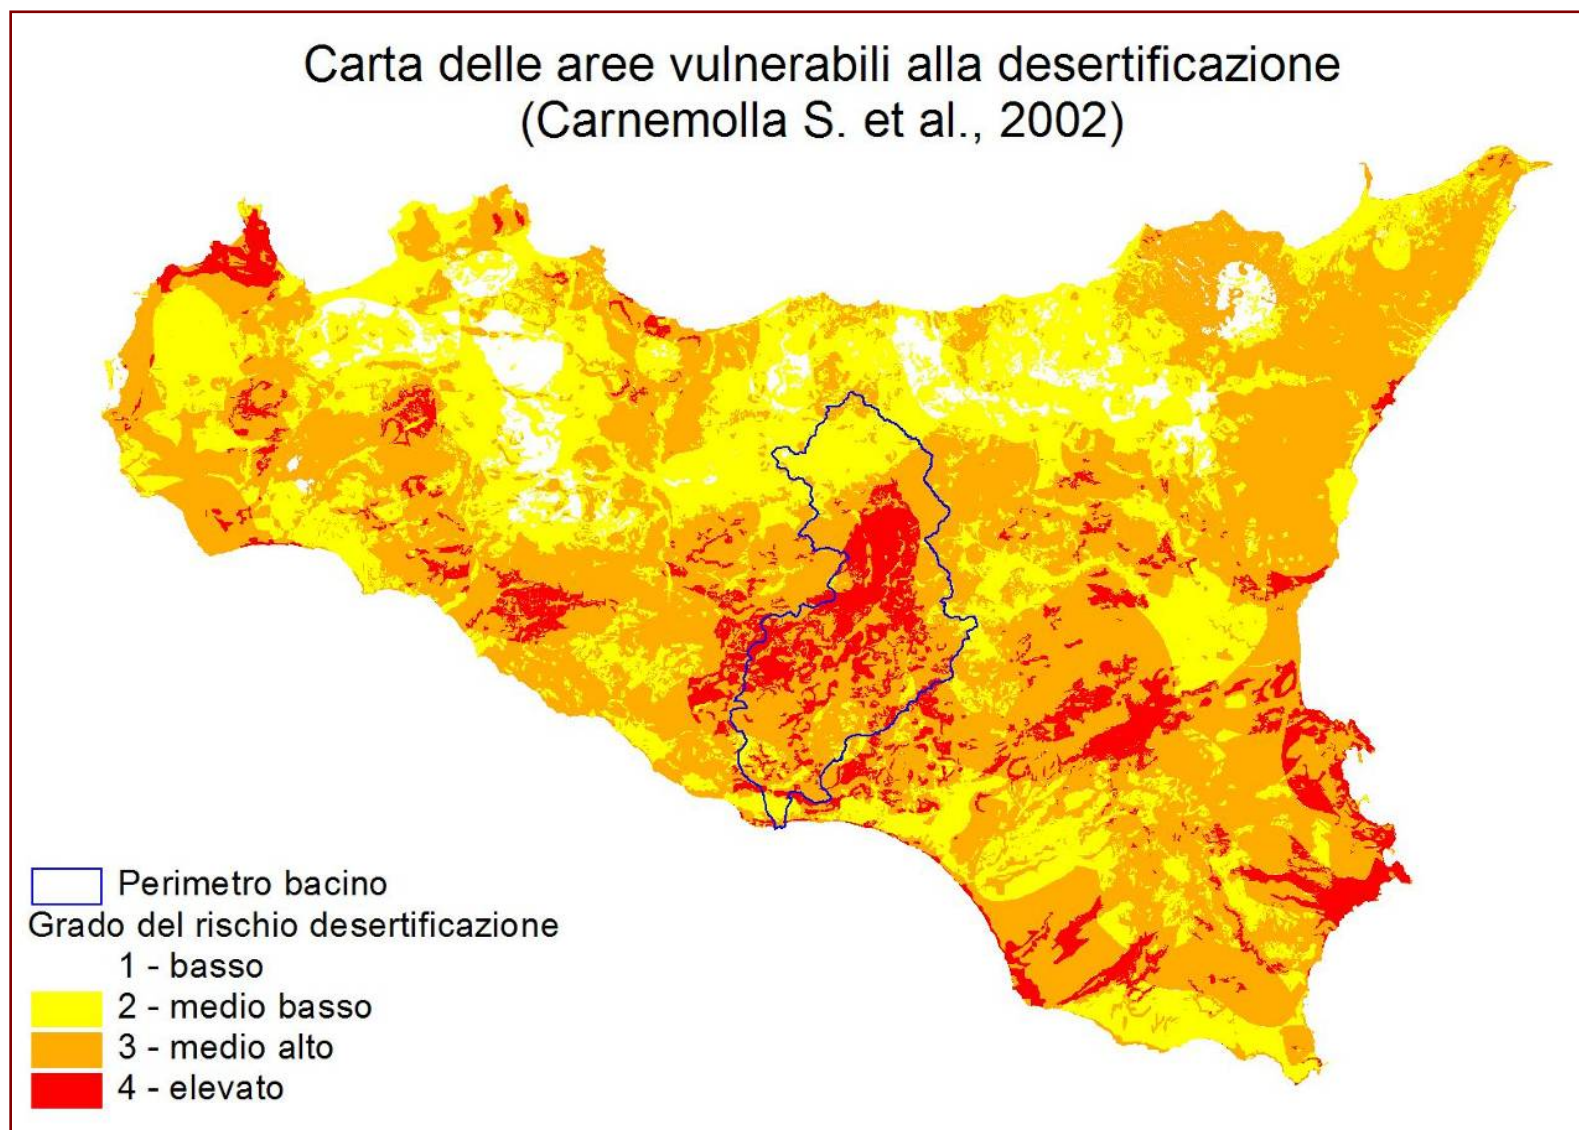 Carta delle aree vulnerabili alla desertificazione
(Carnemolla S. et al., 2002)
Perimetro bacino
Grado del rischio desertificazione
1 - basso
2 - medio basso
3 - medio alto
4 - elevato